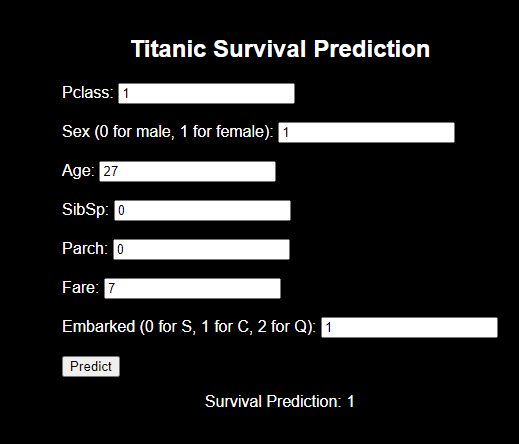 Titanic Survival Prediction
Pclass: 1
Sex (0 for male, 1 for female): 1
Age: 27
SibSp: 0
Parch: 0
Fare: 7
Embarked (0 for S, 1 for C, 2 for Q): 1
Predict
Survival Prediction: 1